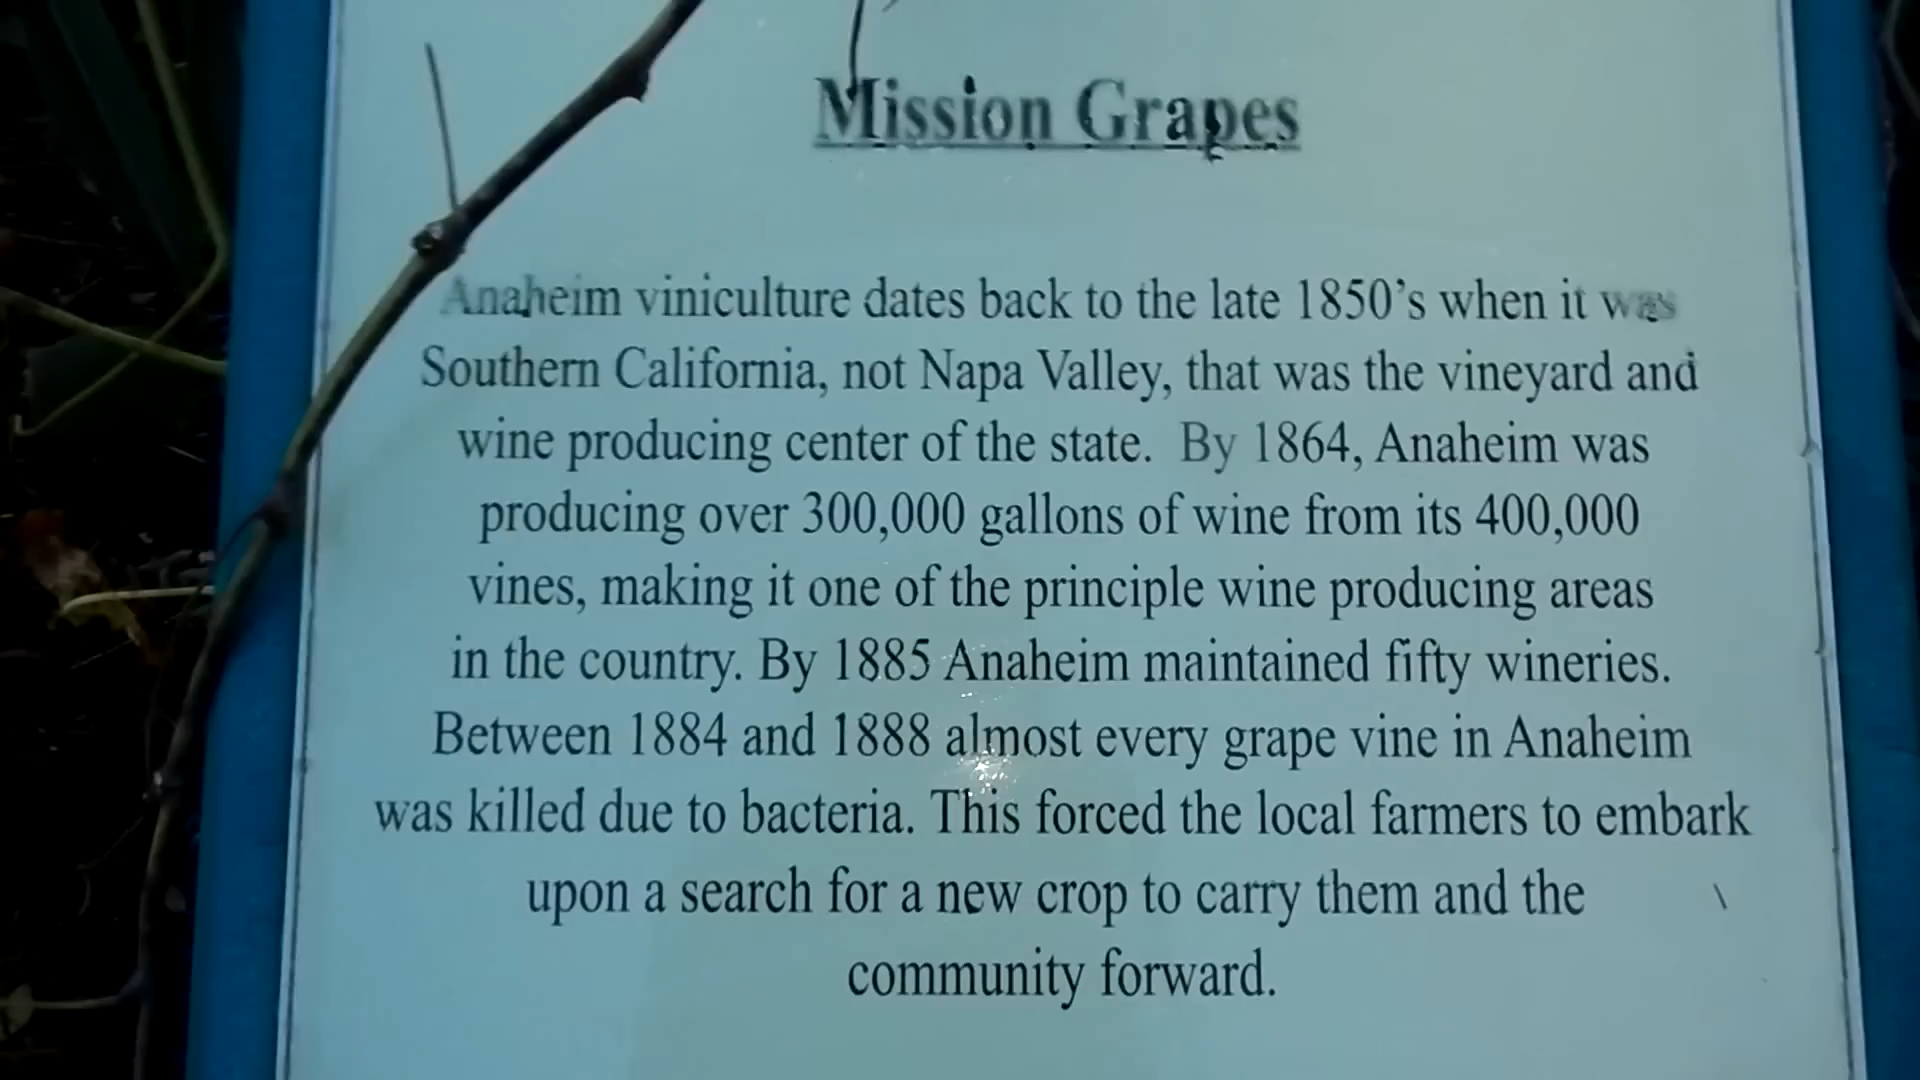 Mission Grapes
Anaheim viniculture dates back to the late 1850's when it was
Southern California, not Napa Valley, that was the vineyard and
wine producing center of the state. By 1864, Anaheim was
producing over 300,000 gallons of wine from its 400,000
vines, making it one of the principle wine producing areas
in the country. By 1885 Anaheim maintained fifty wineries.
Between 1884 and 1888 almost every grape vine in Anaheim
was killed due to bacteria. This forced the local farmers to embark
upon a search for a new crop to carry them and the
community forward.